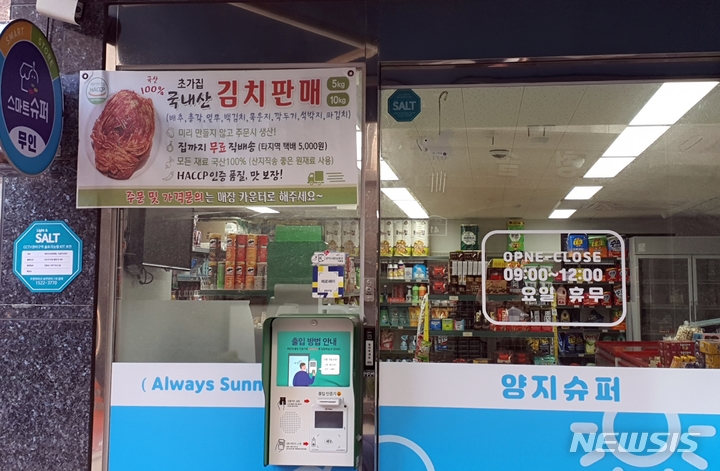 SMART STORE
스마트슈퍼
무인
HACCP
국산
100%
초가집
국내산 김치판매
5kg
10kg
(배추,총각,열무,백김치,묵은지,깍두기,석박지,파김치)
미리 만들지 않고 주문시 생산!
집까지 무료 직배송 (타지역 택배 5,000원)
모든 재료 국산100% (산지직송 좋은 원재료 사용)
HACCP인증 품질, 맛 보장!
주문 및 가격문의는 매장 카운터로 해주세요~
SALT
SALT
1522-3710
OPNE-CLOSE
09:00~12:00
요일 휴무
출입 방법 안내
( Always Sunn
양지슈퍼
NEWSIS